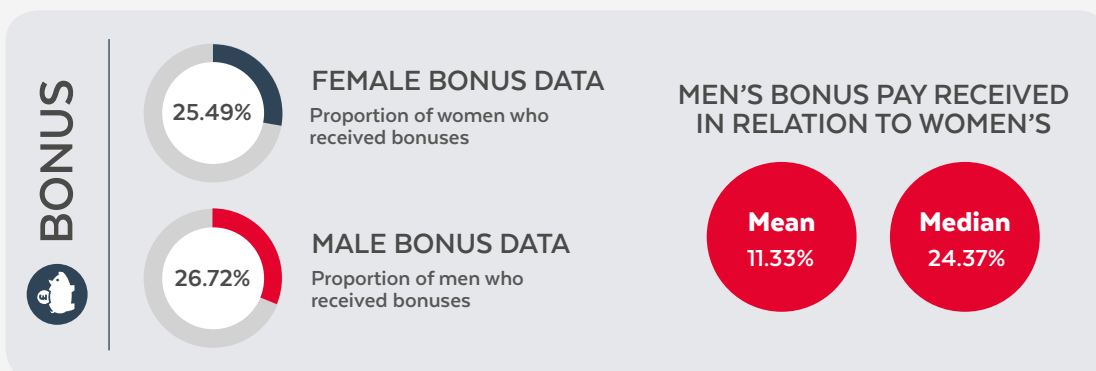 BONUS
£
25.49%
FEMALE BONUS DATA
Proportion of women who
received bonuses
26.72%
MALE BONUS DATA
Proportion of men who
received bonuses
MEN’S BONUS PAY RECEIVED
IN RELATION TO WOMEN’S
Mean
11.33%
Median
24.37%